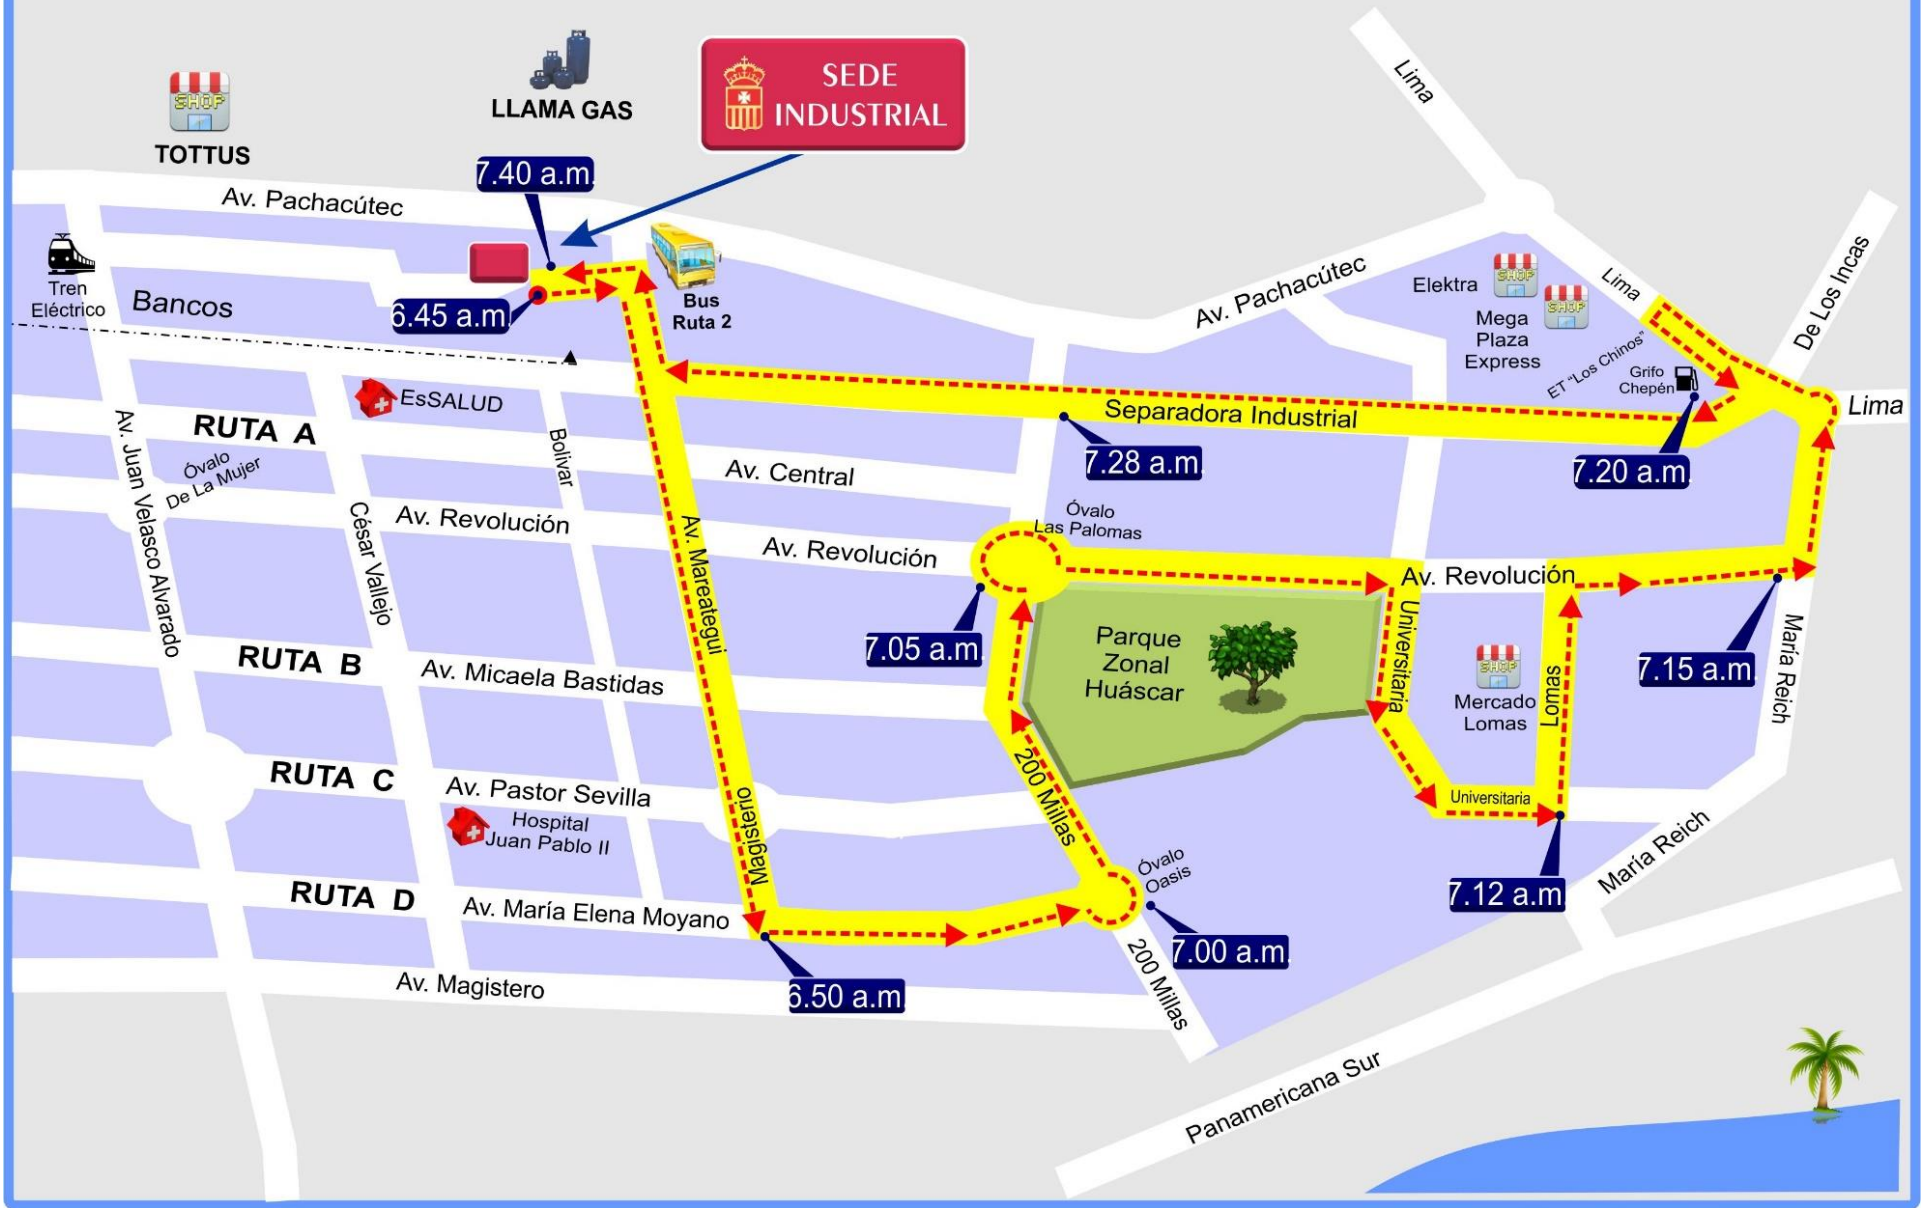 SEDE
INDUSTRIAL
Lima
SHOP
TOTTUS
LLAMA GAS
7.40 a.m.
Av. Pachacútec
Tren
Eléctrico
Bancos
6.45 a.m.
Bus
Ruta 2
Av. Pachacútec
Elektra
SHOP
SHOP
Mega
Plaza
Express
Lima
De Los Incas
ET "Los Chinos"
Grifo
Chepén
Lima
EsSALUD
RUTA A
Óvalo
De La Mujer
Av. Juan Velasco Alvarado
César Vallejo
Bolivar
Av. Central
Separadora Industrial
7.28 a.m.
7.20 a.m.
Av. Revolución
Av. Revolución
Óvalo
Las Palomas
Av. Revolución
Av. Mareategui
7.05 a.m.
Parque
Zonal
Huáscar
Universitaria
SHOP
Mercado
Lomas
Lomas
7.15 a.m.
María Reich
RUTA B
Av. Micaela Bastidas
RUTA C
Av. Pastor Sevilla
Hospital
Juan Pablo II
Magisterio
200 Millas
Universitaria
María Reich
Óvalo
Oasis
7.12 a.m.
RUTA D
Av. María Elena Moyano
7.00 a.m.
200 Millas
6.50 a.m.
Av. Magistero
Panamericana Sur